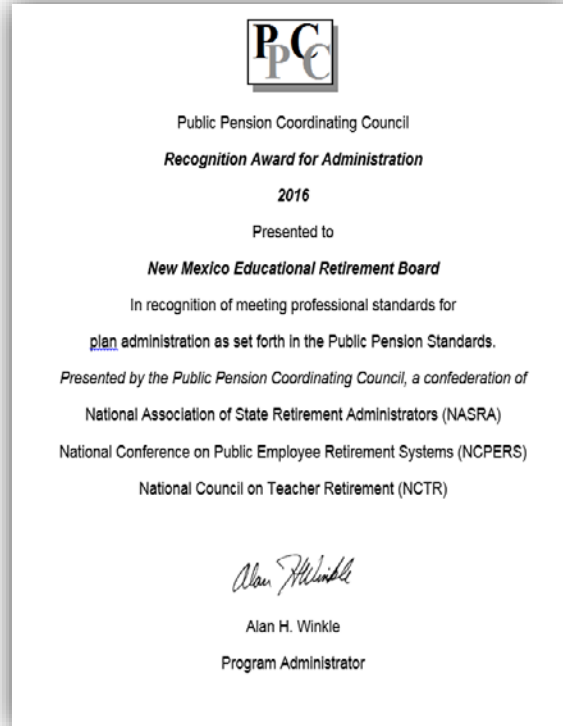 P P C C
Public Pension Coordinating Council
Recognition Award for Administration
2016
Presented to
New Mexico Educational Retirement Board
In recognition of meeting professional standards for
plan administration as set forth in the Public Pension Standards.
Presented by the Public Pension Coordinating Council, a confederation of
National Association of State Retirement Administrators (NASRA)
National Conference on Public Employee Retirement Systems (NCPERS)
National Council on Teacher Retirement (NCTR)
Alan H Winkle
Alan H. Winkle
Program Administrator